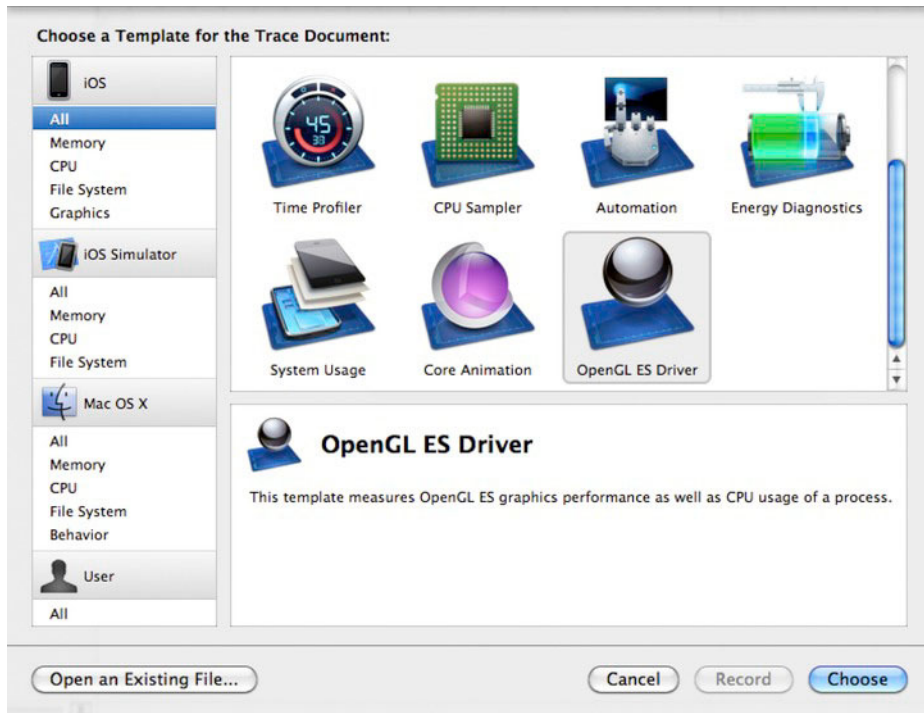 Choose a Template for the Trace Document:
iOS
All
Memory
CPU
File System
Graphics
iOS Simulator
All
Memory
CPU
File System
Mac OS X
All
Memory
CPU
File System
Behavior
User
All
45
30
Time Profiler
CPU Sampler
Automation
Energy Diagnostics
System Usage
Core Animation
OpenGL ES Driver
OpenGL ES Driver
This template measures OpenGL ES graphics performance as well as CPU usage of a process.
Open an Existing File...
Cancel
Record
Choose